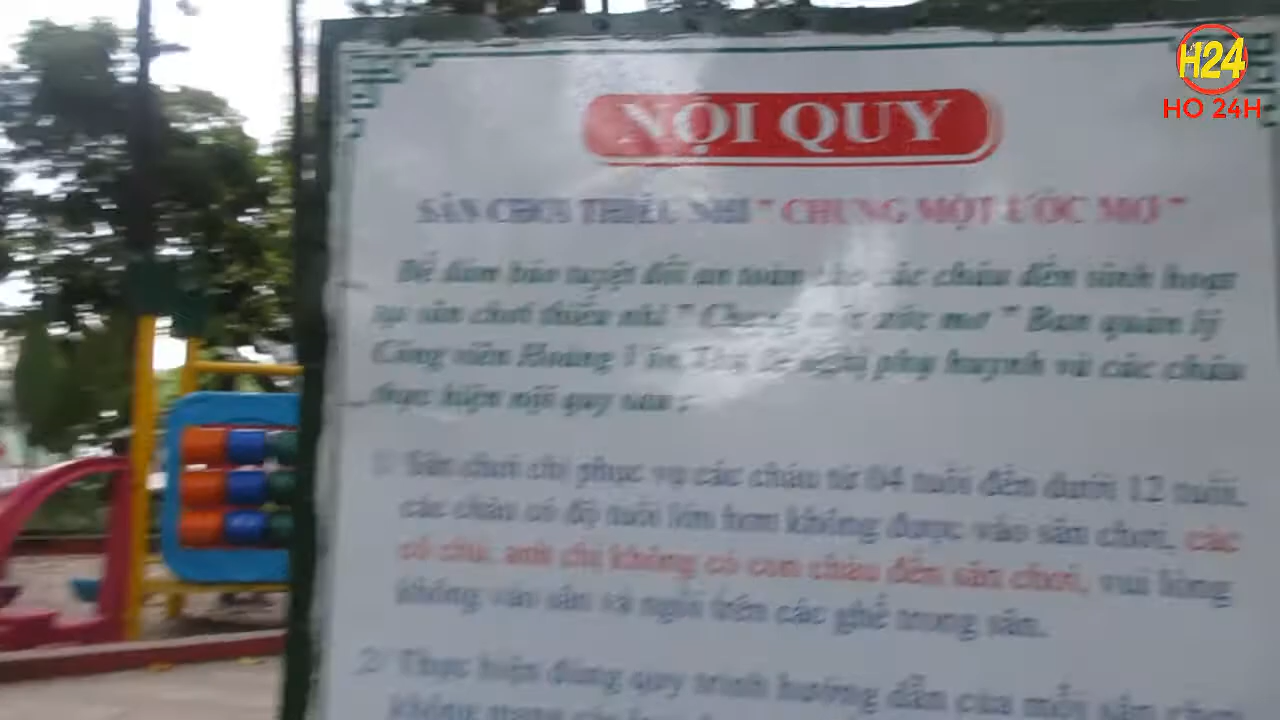 H24
HO 24H
NỘI QUY
SÂN CHƠI THIẾU NHI " CHUNG MỘT ƯỚC MƠ "
Để đảm bảo tuyệt đối an toàn cho các cháu đến sinh hoạt
tại sân chơi thiếu nhi " Chung một ước mơ " Ban quản lý
Công viên Hoàng Văn Thụ đề nghị phụ huynh và các cháu
thực hiện nội quy sau :
1/ Sân chơi chỉ phục vụ các cháu từ 04 tuổi đến dưới 12 tuổi.
các cháu có độ tuổi lớn hơn không được vào sân chơi. các
cô chú, anh chị không có con cháu đến sân chơi, vui lòng
không vào sân và ngồi trên các ghế trong sân.
2/ Thực hiện đúng quy trình hướng dẫn của mỗi sân chơi
không mang các